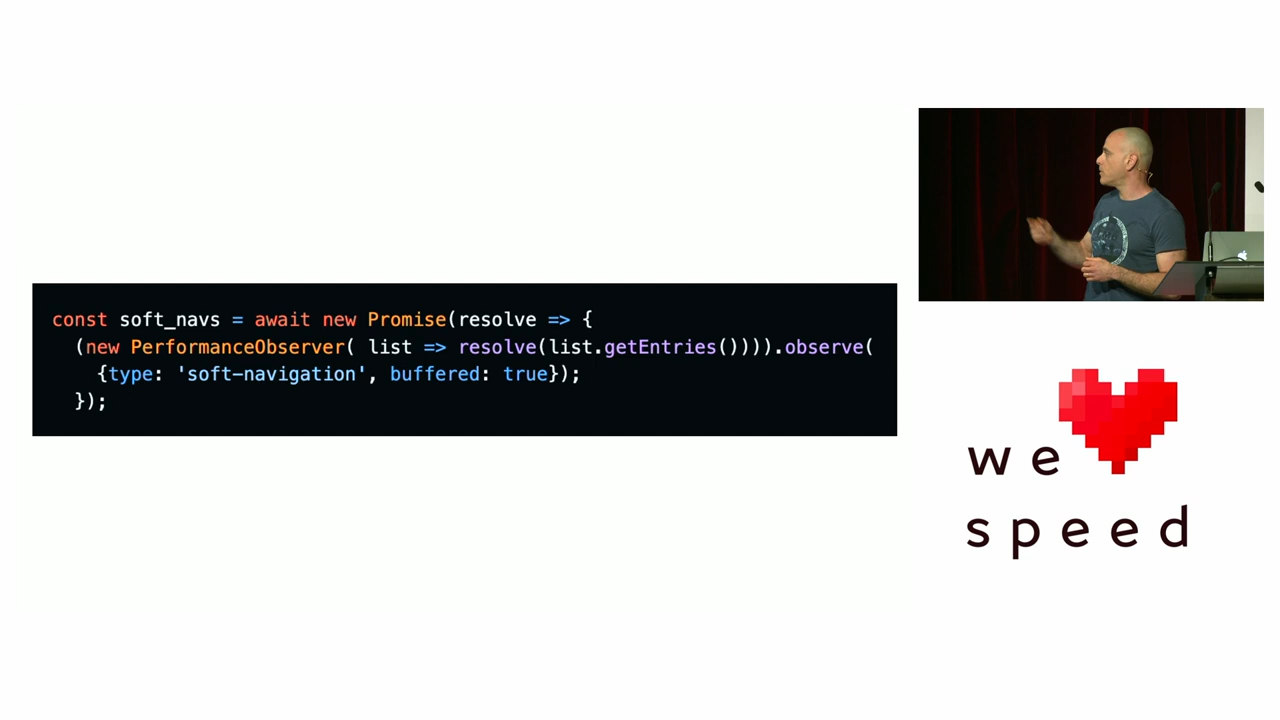 const soft_navs = await new Promise(resolve => {
  (new PerformanceObserver( list => resolve(list.getEntries()))).observe(
    {type: 'soft-navigation', buffered: true});
  });
we
speed